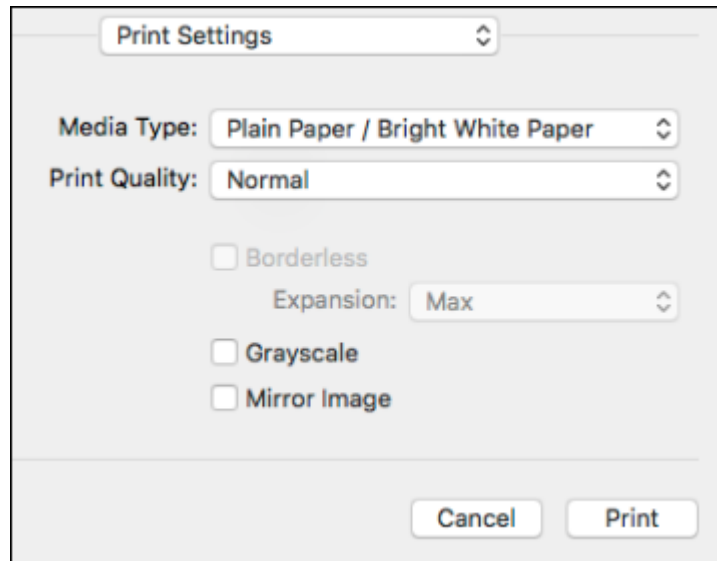 Print Settings
Media Type: Plain Paper / Bright White Paper
Print Quality: Normal
Borderless
Expansion: Max
Grayscale
Mirror Image
Cancel Print